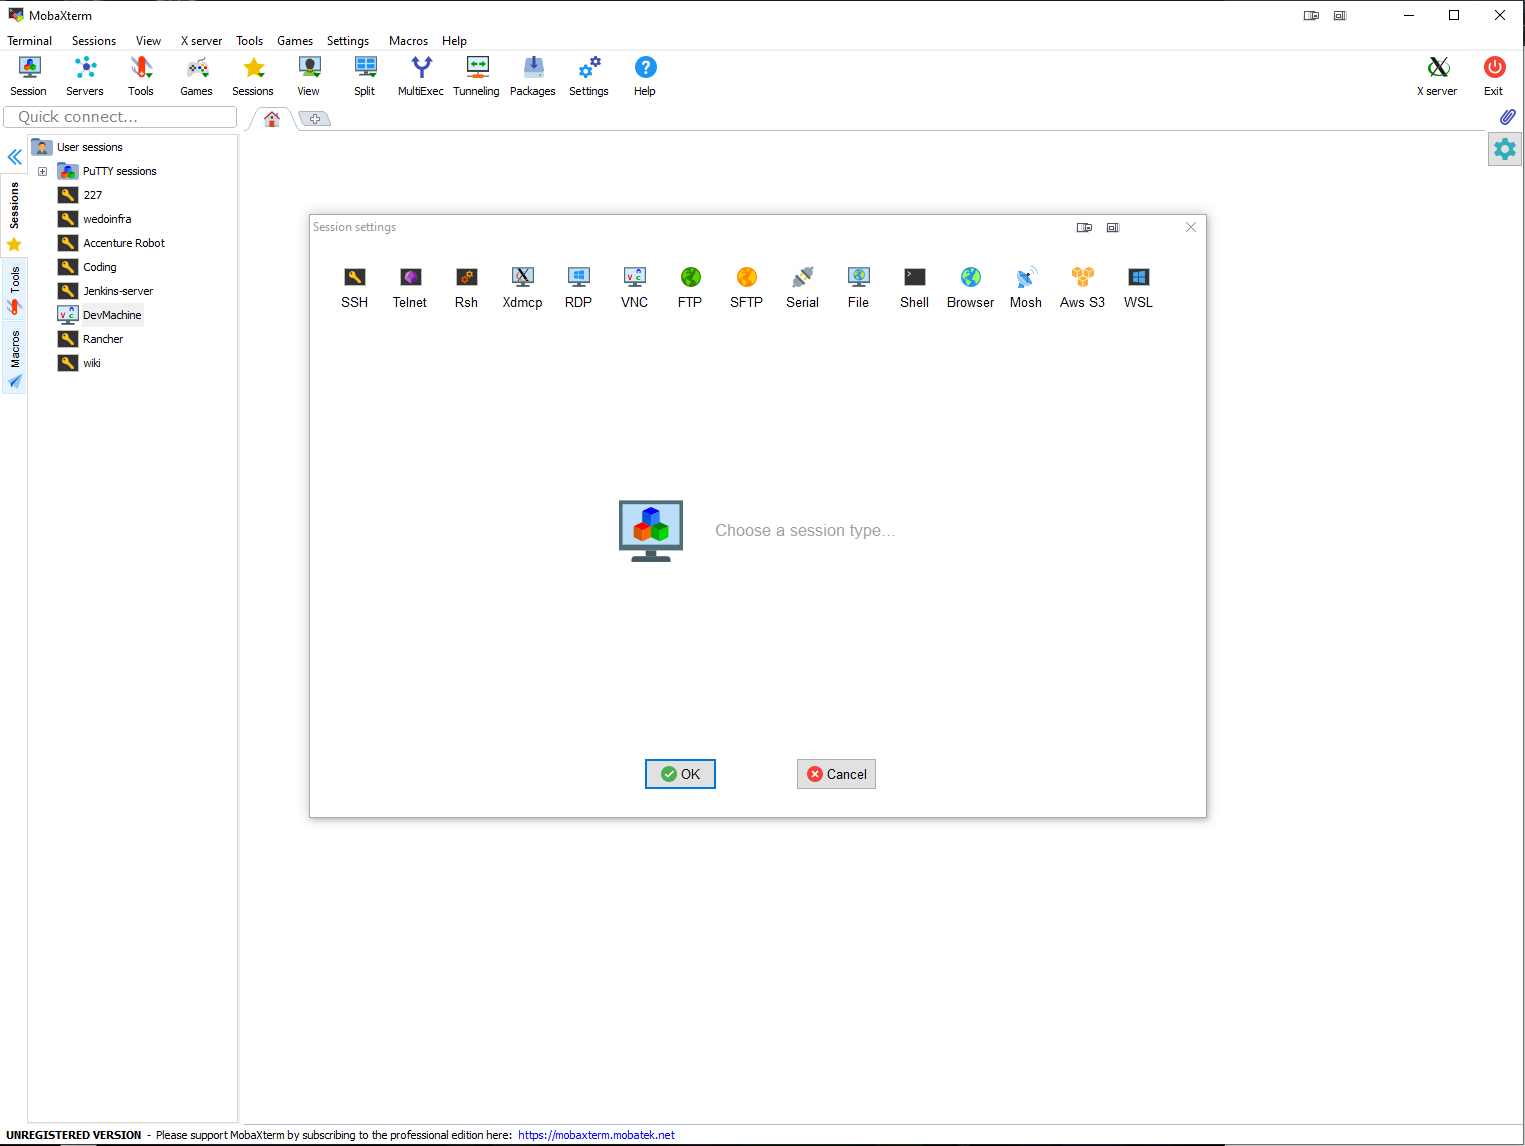 MobaXterm
Terminal Sessions View X server Tools Games Settings Macros Help
Session Servers Tools Games Sessions View Split MultiExec Tunneling Packages Settings Help X server Exit
Quick connect...
Sessions
Tools
Macros
User sessions
PuTTY sessions
227
wedoinfra
Accenture Robot
Coding
Jenkins-server
DevMachine
Rancher
wiki
Session settings
SSH Telnet Rsh Xdmcp RDP VNC FTP SFTP Serial File Shell Browser Mosh Aws S3 WSL
Choose a session type...
OK Cancel
UNREGISTERED VERSION - Please support MobaXterm by subscribing to the professional edition here: https://mobaxterm.mobatek.net